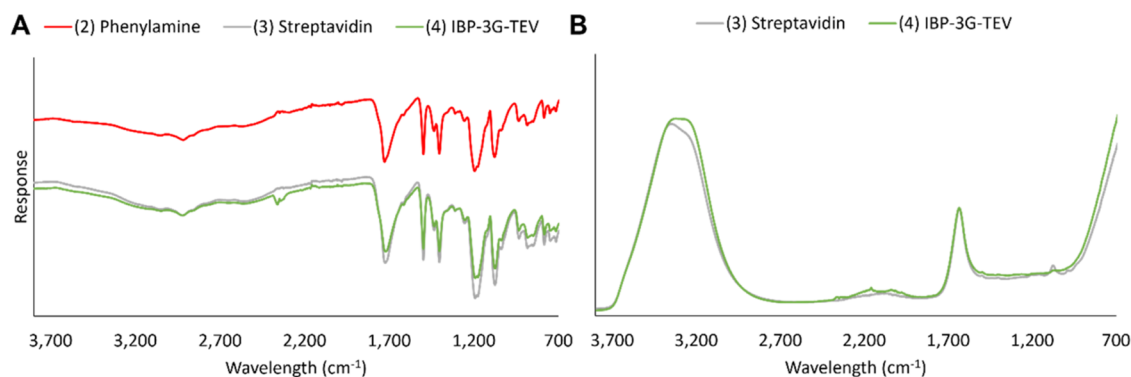 A
(2) Phenylamine (3) Streptavidin (4) IBP-3G-TEV
Response
3,700 3,200 2,700 2,200 1,700 1,200 700
Wavelength (cm⁻¹)
B
(3) Streptavidin (4) IBP-3G-TEV
3,700 3,200 2,700 2,200 1,700 1,200 700
Wavelength (cm⁻¹)